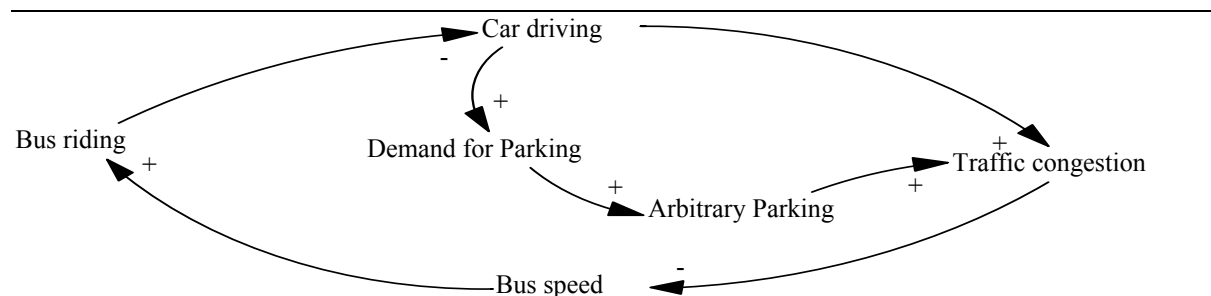 Car driving
-
+
Bus riding
+
Demand for Parking
+
+
Traffic congestion
+
Arbitrary Parking
-
Bus speed